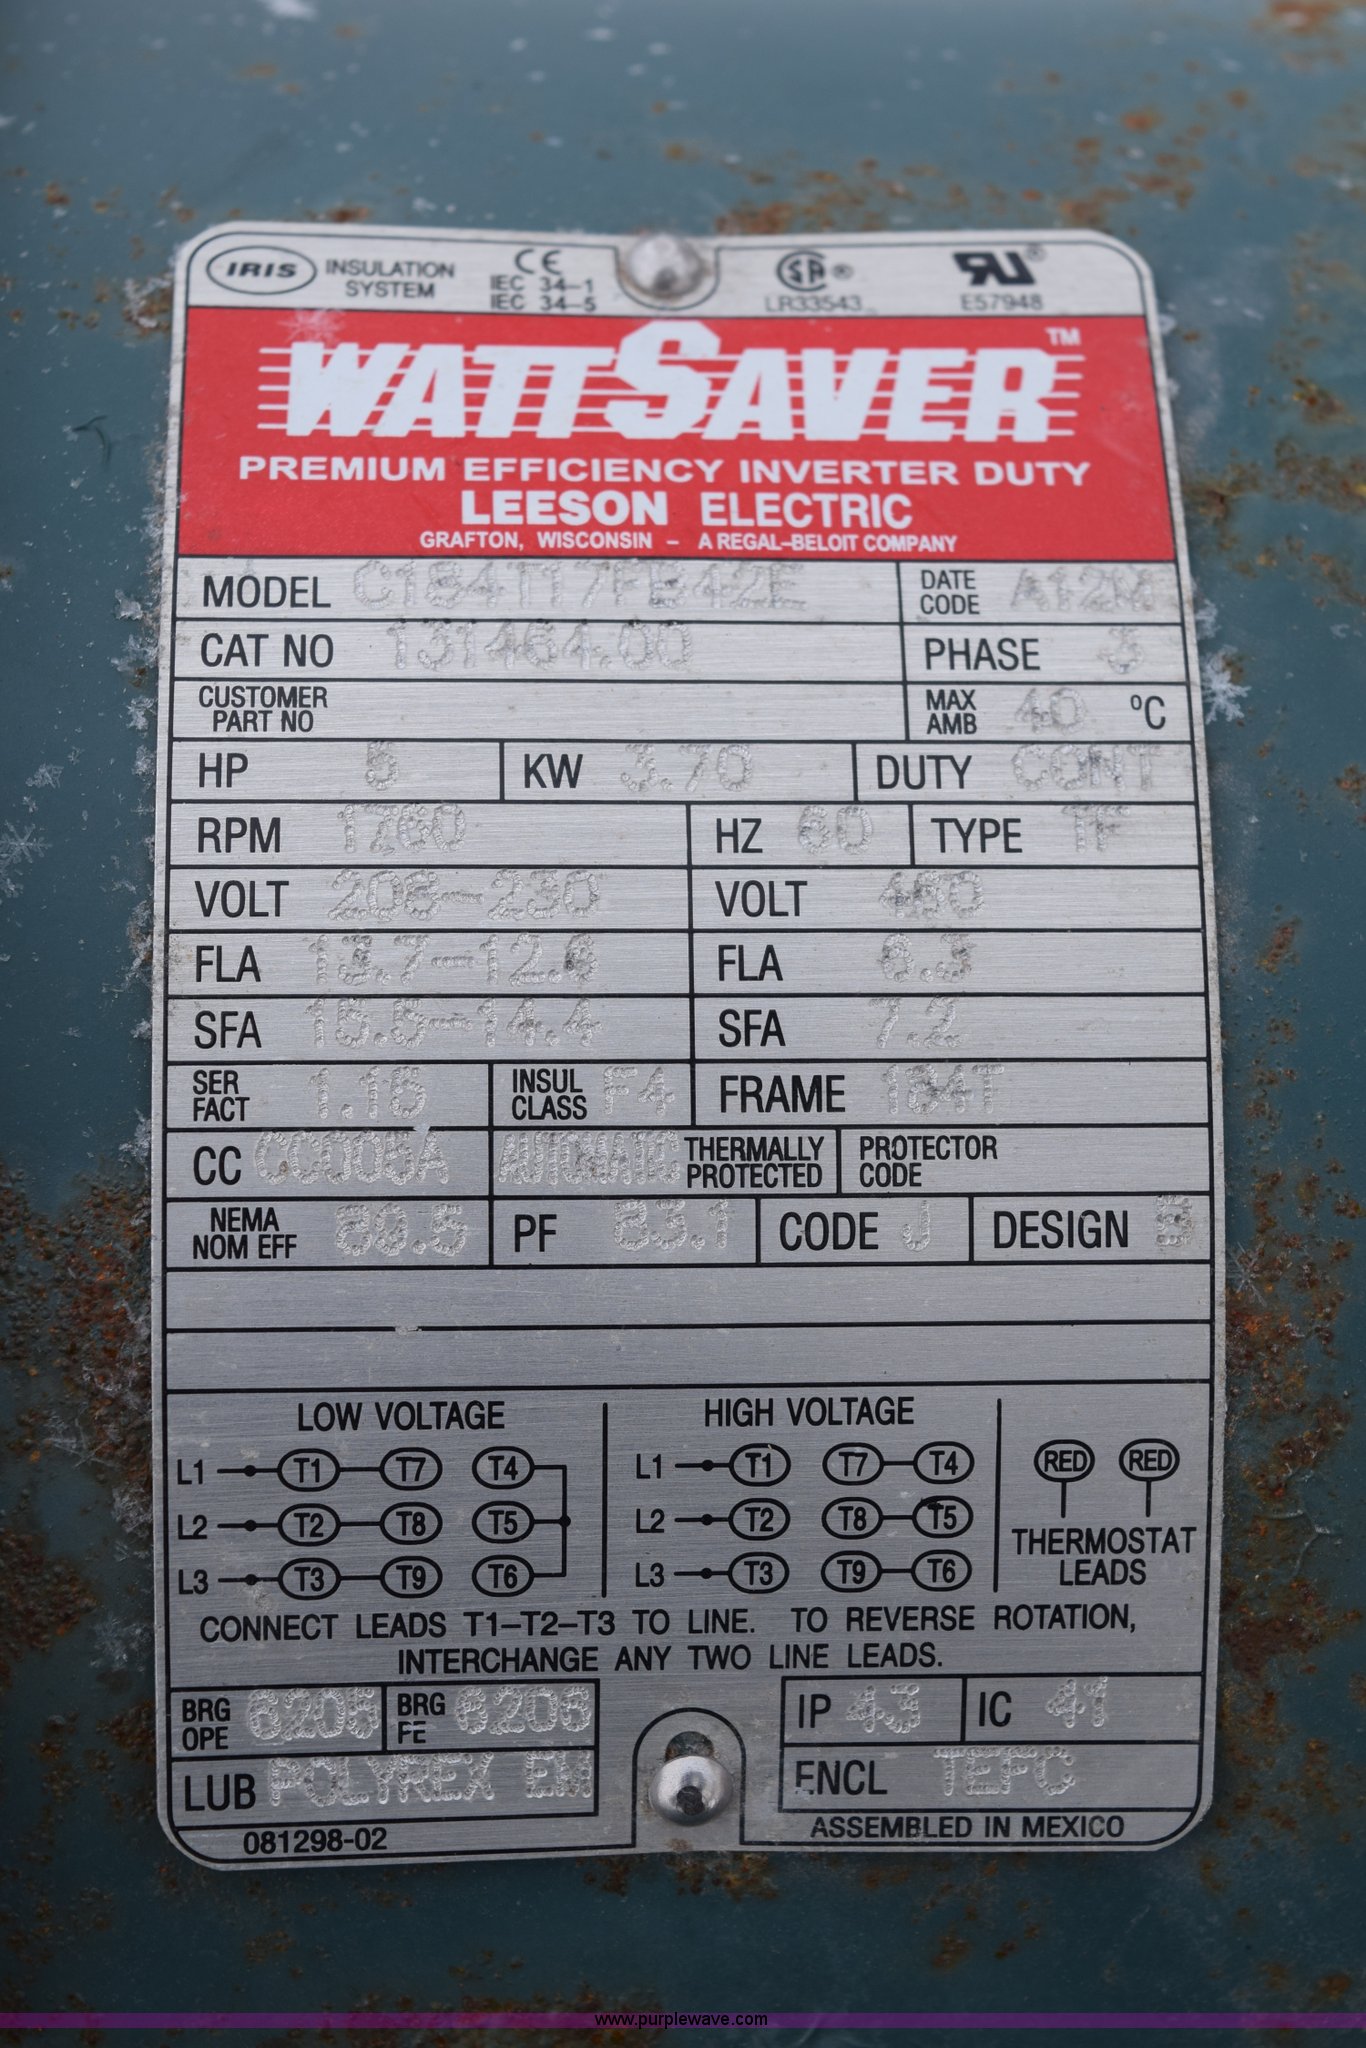 IRIS INSULATION SYSTEM
CE
IEC 34-1
IEC 34-5
SA ®
LR33543
RU ®
E57948
WATTSAVER ™
PREMIUM EFFICIENCY INVERTER DUTY
LEESON ELECTRIC
GRAFTON, WISCONSIN - A REGAL-BELOIT COMPANY
MODEL C184T17FB42E DATE CODE A12M
CAT NO 131464.00 PHASE 3
CUSTOMER PART NO MAX AMB 40 ºC
HP 5 KW 3.70 DUTY CONT
RPM 1760 HZ 60 TYPE TF
VOLT 208-230 VOLT 460
FLA 13.7-12.6 FLA 6.3
SFA 15.5-14.4 SFA 7.2
SER FACT 1.15 INSUL CLASS F4 FRAME 184T
CC CC005A AUTOMATIC THERMALLY PROTECTED PROTECTOR CODE
NEMA NOM EFF PF 83.1 CODE J DESIGN B
LOW VOLTAGE HIGH VOLTAGE
L1 T1 T7 T4 L1 T1 T7 T4 RED RED
L2 T2 T8 T5 L2 T2 T8 T5 THERMOSTAT
L3 T3 T9 T6 L3 T3 T9 T6 LEADS
CONNECT LEADS T1-T2-T3 TO LINE. TO REVERSE ROTATION,
INTERCHANGE ANY TWO LINE LEADS.
BRG OPE BRG FE 6206 IP 43 IC 41
LUB POLYREX EM ENCL TEFC
081298-02 ASSEMBLED IN MEXICO
www.purplewave.com